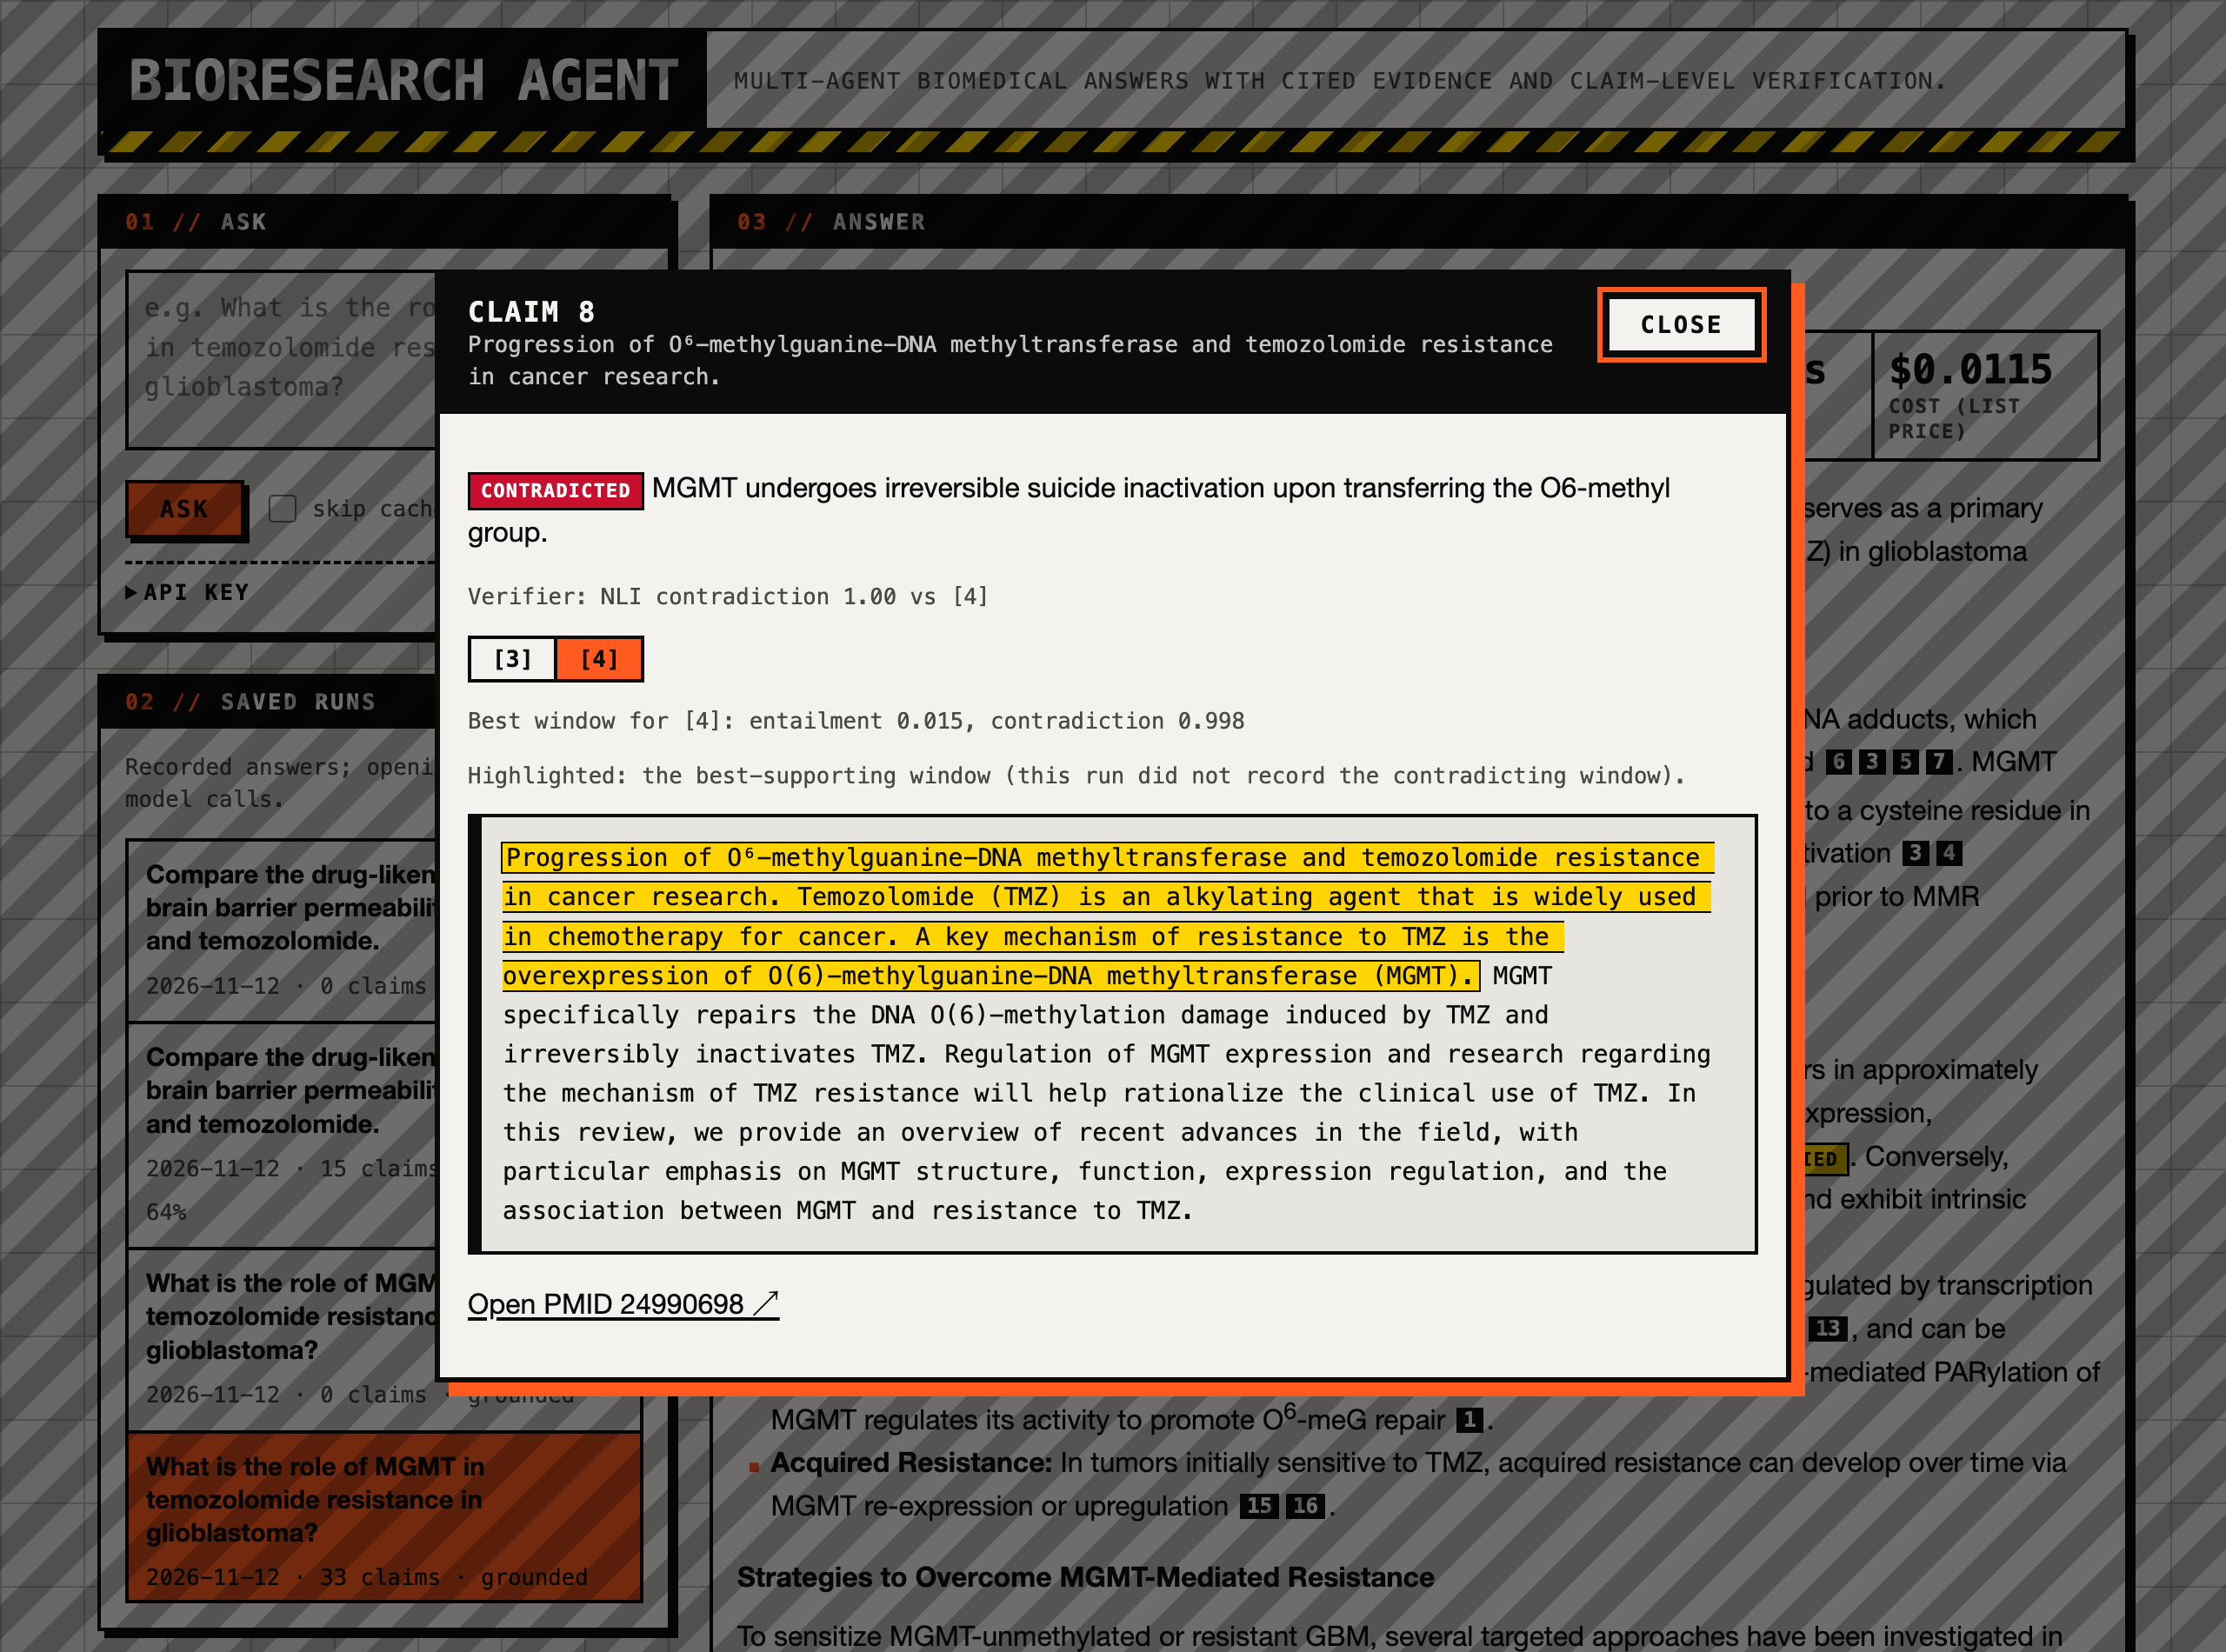 BIORESEARCH AGENT
MULTI-AGENT BIOMEDICAL ANSWERS WITH CITED EVIDENCE AND CLAIM-LEVEL VERIFICATION.
01 // ASK
e.g. What is the ro
in temozolomide res
glioblastoma?
ASK
skip cach
▶API KEY
02 // SAVED RUNS
Recorded answers; openi
model calls.
Compare the drug-liken
brain barrier permeabilit
and temozolomide.
2026-11-12 · 0 claims
Compare the drug-liken
brain barrier permeabilit
and temozolomide.
2026-11-12 · 15 claims
64%
What is the role of MGM
temozolomide resistanc
glioblastoma?
2026-11-12 · 0 claims · grounded
What is the role of MGMT in
temozolomide resistance in
glioblastoma?
2026-11-12 · 33 claims · grounded
CLAIM 8
Progression of O⁶-methylguanine-DNA methyltransferase and temozolomide resistance
in cancer research.
CLOSE
CONTRADICTED MGMT undergoes irreversible suicide inactivation upon transferring the O6-methyl
group.
Verifier: NLI contradiction 1.00 vs [4]
[3] [4]
Best window for [4]: entailment 0.015, contradiction 0.998
Highlighted: the best-supporting window (this run did not record the contradicting window).
Progression of O⁶-methylguanine-DNA methyltransferase and temozolomide resistance
in cancer research. Temozolomide (TMZ) is an alkylating agent that is widely used
in chemotherapy for cancer. A key mechanism of resistance to TMZ is the
overexpression of O(6)-methylguanine-DNA methyltransferase (MGMT). MGMT
specifically repairs the DNA O(6)-methylation damage induced by TMZ and
irreversibly inactivates TMZ. Regulation of MGMT expression and research regarding
the mechanism of TMZ resistance will help rationalize the clinical use of TMZ. In
this review, we provide an overview of recent advances in the field, with
particular emphasis on MGMT structure, function, expression regulation, and the
association between MGMT and resistance to TMZ.
Open PMID 24990698 ↗
03 // ANSWER
s
$0.0115
COST (LIST
PRICE)
serves as a primary
Z) in glioblastoma
NA adducts, which
d 6 3 5 7. MGMT
to a cysteine residue in
tivation 3 4
prior to MMR
rs in approximately
xpression,
IED. Conversely,
nd exhibit intrinsic
gulated by transcription
13, and can be
-mediated PARylation of
MGMT regulates its activity to promote O⁶-meG repair 1.
Acquired Resistance: In tumors initially sensitive to TMZ, acquired resistance can develop over time via
MGMT re-expression or upregulation 15 16.
Strategies to Overcome MGMT-Mediated Resistance
To sensitize MGMT-unmethylated or resistant GBM, several targeted approaches have been investigated in